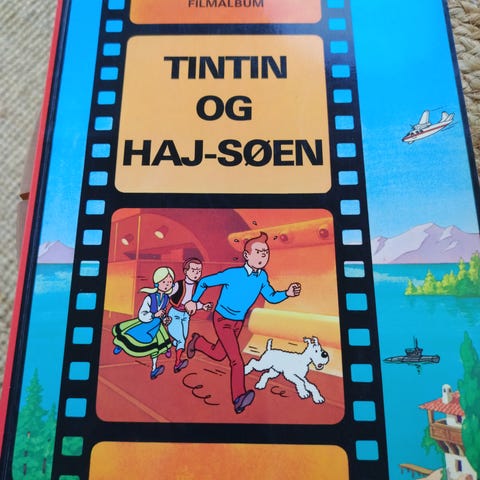 FILMALBUM
TINTIN
OG
HAJ-SØEN